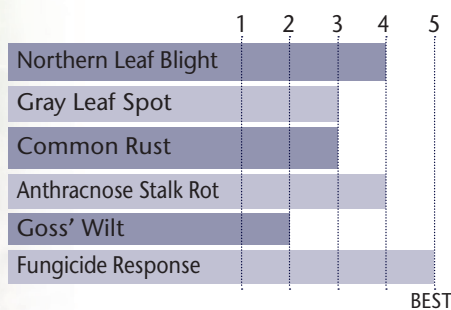 1 2 3 4 5
Northern Leaf Blight
Gray Leaf Spot
Common Rust
Anthracnose Stalk Rot
Goss’ Wilt
Fungicide Response
BEST